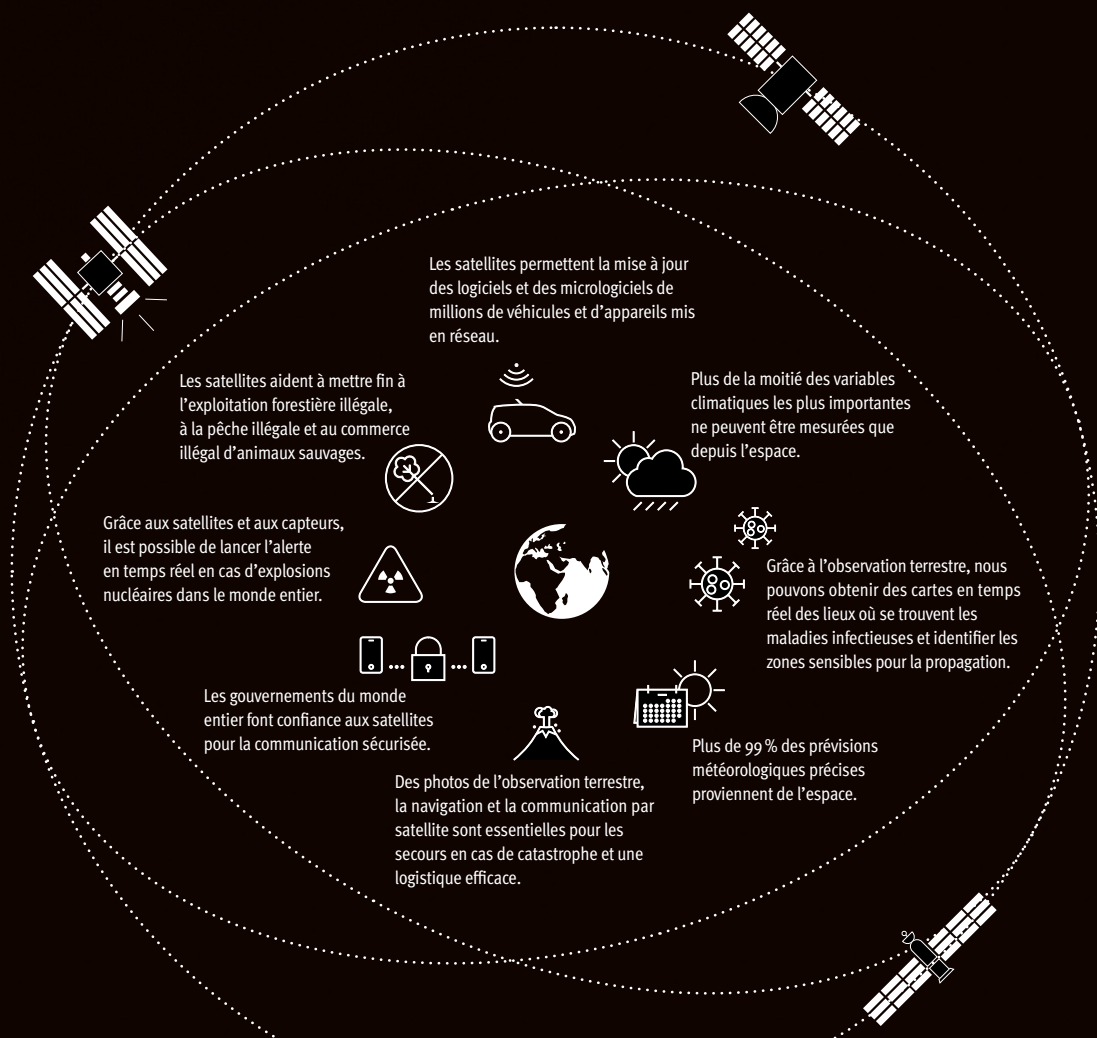 Les satellites permettent la mise à jour
des logiciels et des micrologiciels de
millions de véhicules et d’appareils mis
en réseau.
Les satellites aident à mettre fin à
l’exploitation forestière illégale,
à la pêche illégale et au commerce
illégal d’animaux sauvages.
Plus de la moitié des variables
climatiques les plus importantes
ne peuvent être mesurées que
depuis l’espace.
Grâce aux satellites et aux capteurs,
il est possible de lancer l’alerte
en temps réel en cas d’explosions
nucléaires dans le monde entier.
Grâce à l’observation terrestre, nous
pouvons obtenir des cartes en temps
réel des lieux où se trouvent les
maladies infectieuses et identifier les
zones sensibles pour la propagation.
Les gouvernements du monde
entier font confiance aux satellites
pour la communication sécurisée.
Plus de 99 % des prévisions
météorologiques précises
proviennent de l’espace.
Des photos de l’observation terrestre,
la navigation et la communication par
satellite sont essentielles pour les
secours en cas de catastrophe et une
logistique efficace.